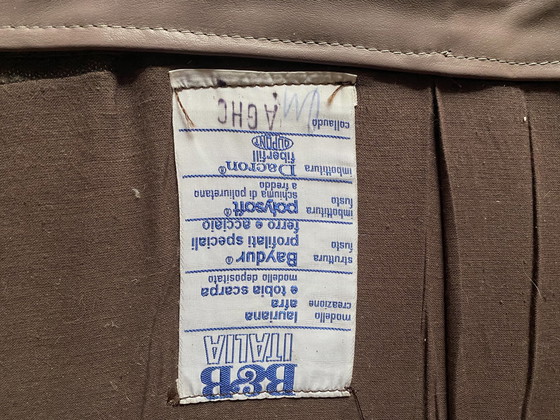 B&B
ITALIA
modello lauriana
creazione afra
e tobia scarpa
modello depositato
struttura Baydur®
fusto profilati speciali
ferro e acciaio
imbottitura polysoft®
fusto schiuma di poliuretano
a freddo
imbottitura Dacron®
fiberfill
DUPONT
collaudo
AGHC